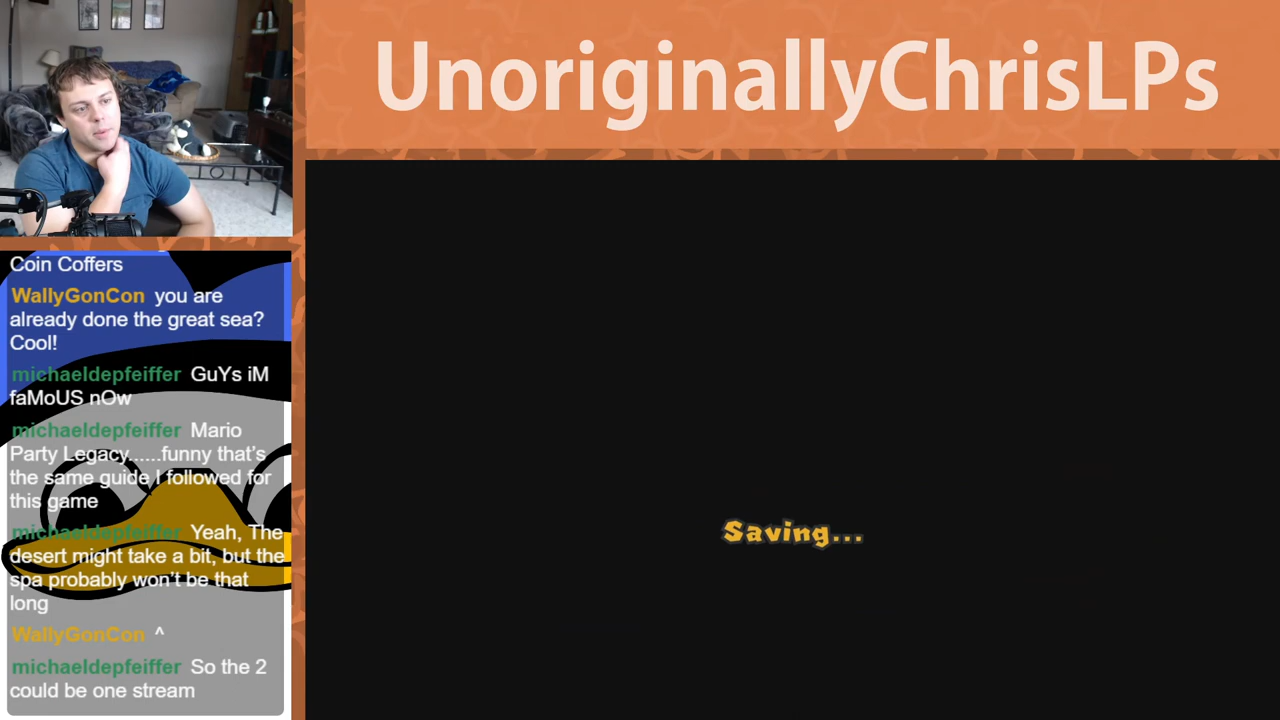 UnoriginallyChrisLPs
Coin Coffers
WallyGonCon you are
already done the great sea?
Cool!
michaeldepfeiffer GuYs iM
faMoUS nOw
michaeldepfeiffer Mario
Party Legacy......funny that's
the same guide I followed for
this game
michaeldepfeiffer Yeah, The
desert might take a bit, but the
spa probably won't be that
long
WallyGonCon ^
michaeldepfeiffer So the 2
could be one stream
Saving...